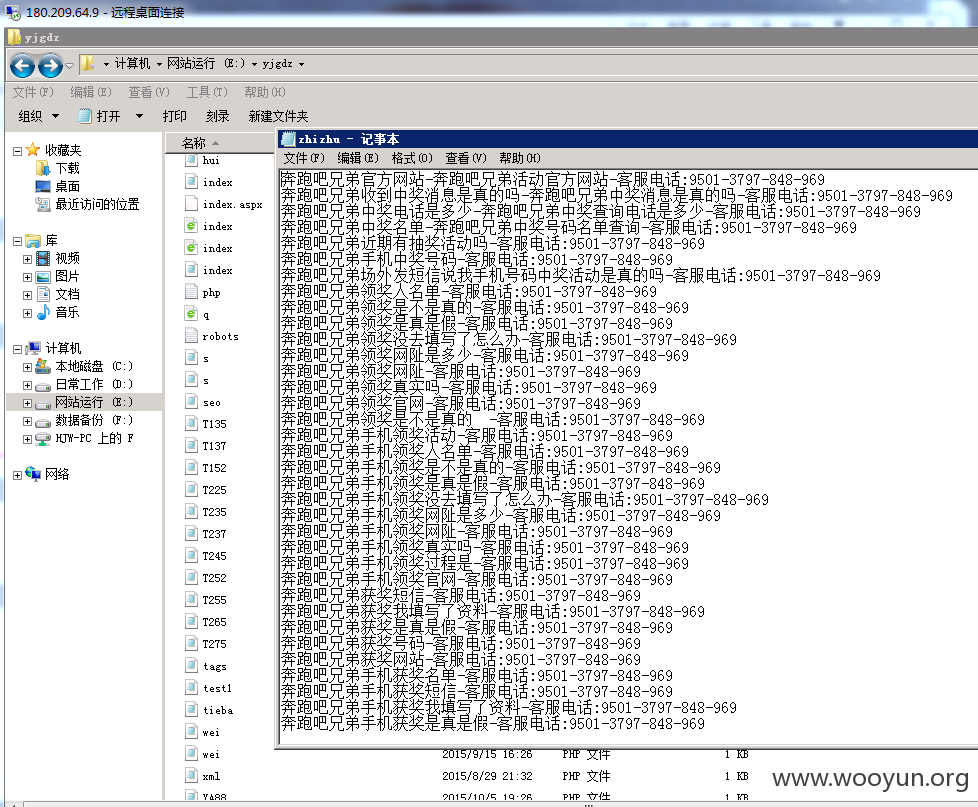 180.209.64.9 - 远程桌面连接
yjgdz
计算机 网站运行 (E:) yjgdz
文件(F) 编辑(E) 查看(V) 工具(T) 帮助(H)
组织 打开 打印 刻录 新建文件夹
收藏夹
下载
桌面
最近访问的位置
库
视频
图片
文档
音乐
计算机
本地磁盘 (C:)
日常工作 (D:)
网站运行 (E:)
数据备份 (F:)
HJW-PC 上的 F
网络
名称
hui
index
index.aspx
index
index
index
php
q
robots
s
s
seo
T135
T137
T152
T225
T235
T237
T245
T252
T255
T265
T275
tags
test1
tieba
wei
wei 2015/9/15 16:26 PHP 文件 1 KB
xml 2015/8/29 21:32 PHP 文件 1 KB
YA88 2015/10/5 19:26 PHP 文件 1 KB
zhizhu - 记事本
文件(F) 编辑(E) 格式(O) 查看(V) 帮助(H)
奔跑吧兄弟官方网站-奔跑吧兄弟活动官方网站-客服电话:9501-3797-848-969
奔跑吧兄弟收到中奖消息是真的吗-奔跑吧兄弟中奖消息是真的吗-客服电话:9501-3797-848-969
奔跑吧兄弟中奖电话是多少-奔跑吧兄弟中奖查询电话是多少-客服电话:9501-3797-848-969
奔跑吧兄弟中奖名单-奔跑吧兄弟中奖号码名单查询-客服电话:9501-3797-848-969
奔跑吧兄弟近期有抽奖活动吗-客服电话:9501-3797-848-969
奔跑吧兄弟手机中奖号码-客服电话:9501-3797-848-969
奔跑吧兄弟场外发短信说我手机号码中奖活动是真的吗-客服电话:9501-3797-848-969
奔跑吧兄弟领奖人名单-客服电话:9501-3797-848-969
奔跑吧兄弟领奖是不是真的-客服电话:9501-3797-848-969
奔跑吧兄弟领奖是真是假-客服电话:9501-3797-848-969
奔跑吧兄弟领奖没去填写了怎么办-客服电话:9501-3797-848-969
奔跑吧兄弟领奖网阯是多少-客服电话:9501-3797-848-969
奔跑吧兄弟领奖网阯-客服电话:9501-3797-848-969
奔跑吧兄弟领奖真实吗-客服电话:9501-3797-848-969
奔跑吧兄弟领奖官网-客服电话:9501-3797-848-969
奔跑吧兄弟领奖是不是真的 -客服电话:9501-3797-848-969
奔跑吧兄弟手机领奖活动-客服电话:9501-3797-848-969
奔跑吧兄弟手机领奖人名单-客服电话:9501-3797-848-969
奔跑吧兄弟手机领奖是不是真的-客服电话:9501-3797-848-969
奔跑吧兄弟手机领奖是真是假-客服电话:9501-3797-848-969
奔跑吧兄弟手机领奖没去填写了怎么办-客服电话:9501-3797-848-969
奔跑吧兄弟手机领奖网阯是多少-客服电话:9501-3797-848-969
奔跑吧兄弟手机领奖网阯-客服电话:9501-3797-848-969
奔跑吧兄弟手机领奖真实吗-客服电话:9501-3797-848-969
奔跑吧兄弟手机领奖过程是-客服电话:9501-3797-848-969
奔跑吧兄弟手机领奖官网-客服电话:9501-3797-848-969
奔跑吧兄弟获奖短信-客服电话:9501-3797-848-969
奔跑吧兄弟获奖我填写了资料-客服电话:9501-3797-848-969
奔跑吧兄弟获奖是真是假-客服电话:9501-3797-848-969
奔跑吧兄弟获奖号码-客服电话:9501-3797-848-969
奔跑吧兄弟获奖网站-客服电话:9501-3797-848-969
奔跑吧兄弟手机获奖名单-客服电话:9501-3797-848-969
奔跑吧兄弟手机获奖短信-客服电话:9501-3797-848-969
奔跑吧兄弟手机获奖我填写了资料-客服电话:9501-3797-848-969
奔跑吧兄弟手机获奖是真是假-客服电话:9501-3797-848-969
www.wooyun.org